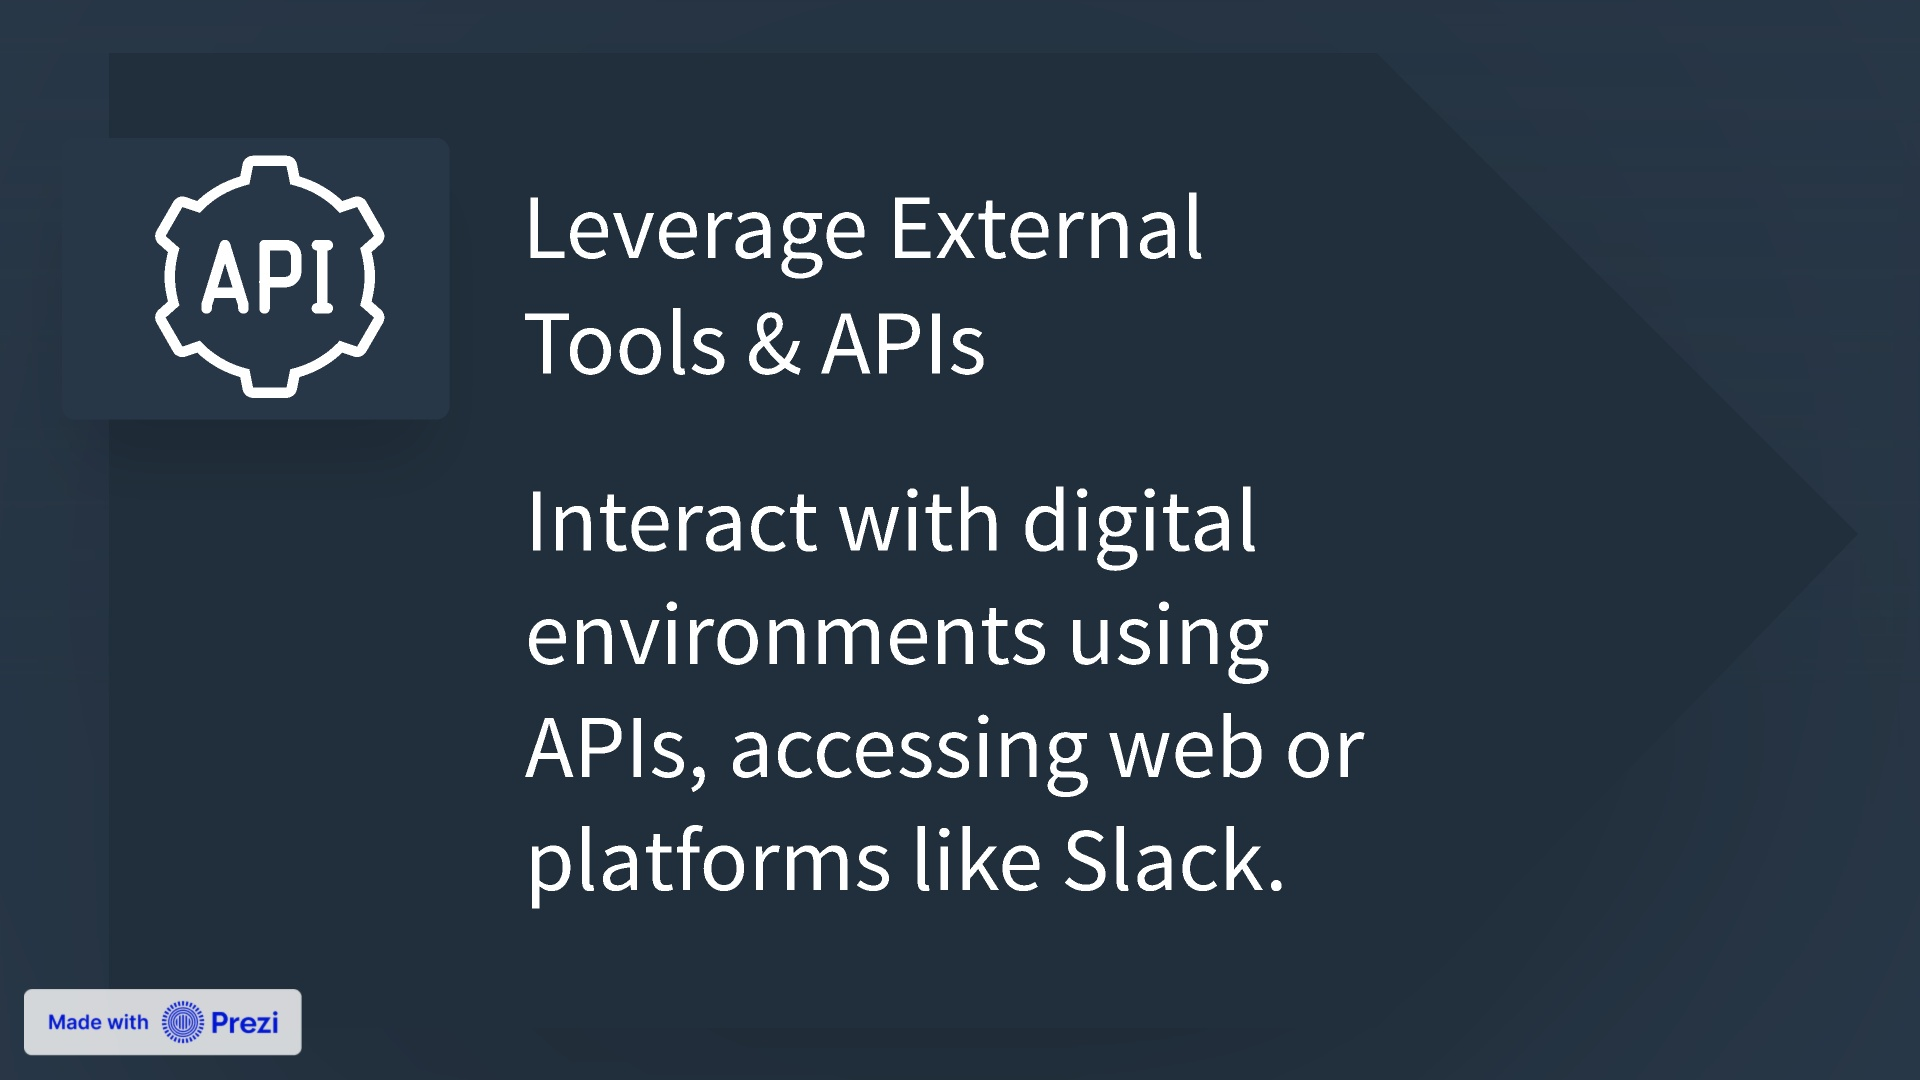 API
Leverage External
Tools & APIs
Interact with digital
environments using
APIs, accessing web or
platforms like Slack.
Made with Prezi